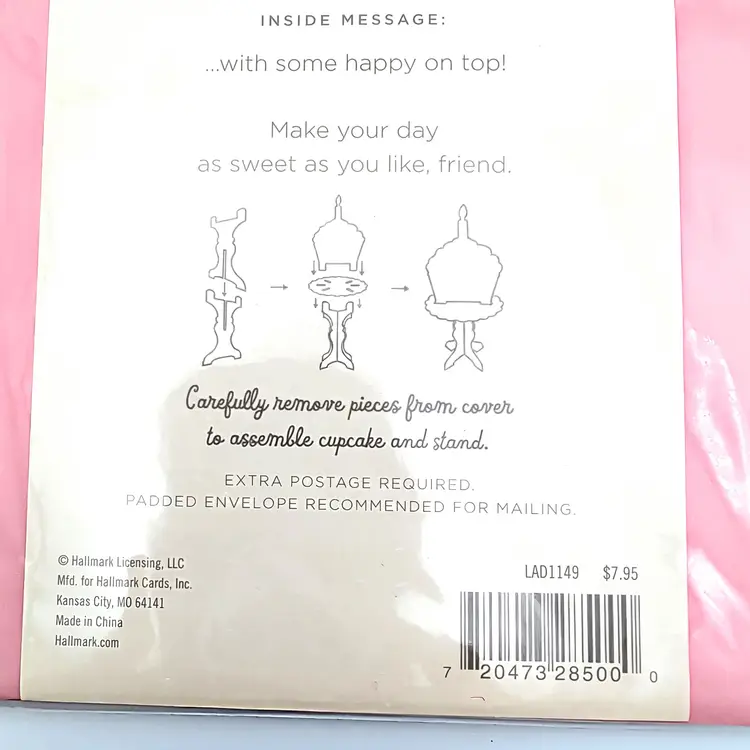 INSIDE MESSAGE:
...with some happy on top!
Make your day
as sweet as you like, friend.
Carefully remove pieces from cover
to assemble cupcake and stand.
EXTRA POSTAGE REQUIRED.
PADDED ENVELOPE RECOMMENDED FOR MAILING.
© Hallmark Licensing, LLC
Mfd. for Hallmark Cards, Inc.
Kansas City, MO 64141
Made in China
Hallmark.com
LAD1149 $7.95
7 20473 28500 0